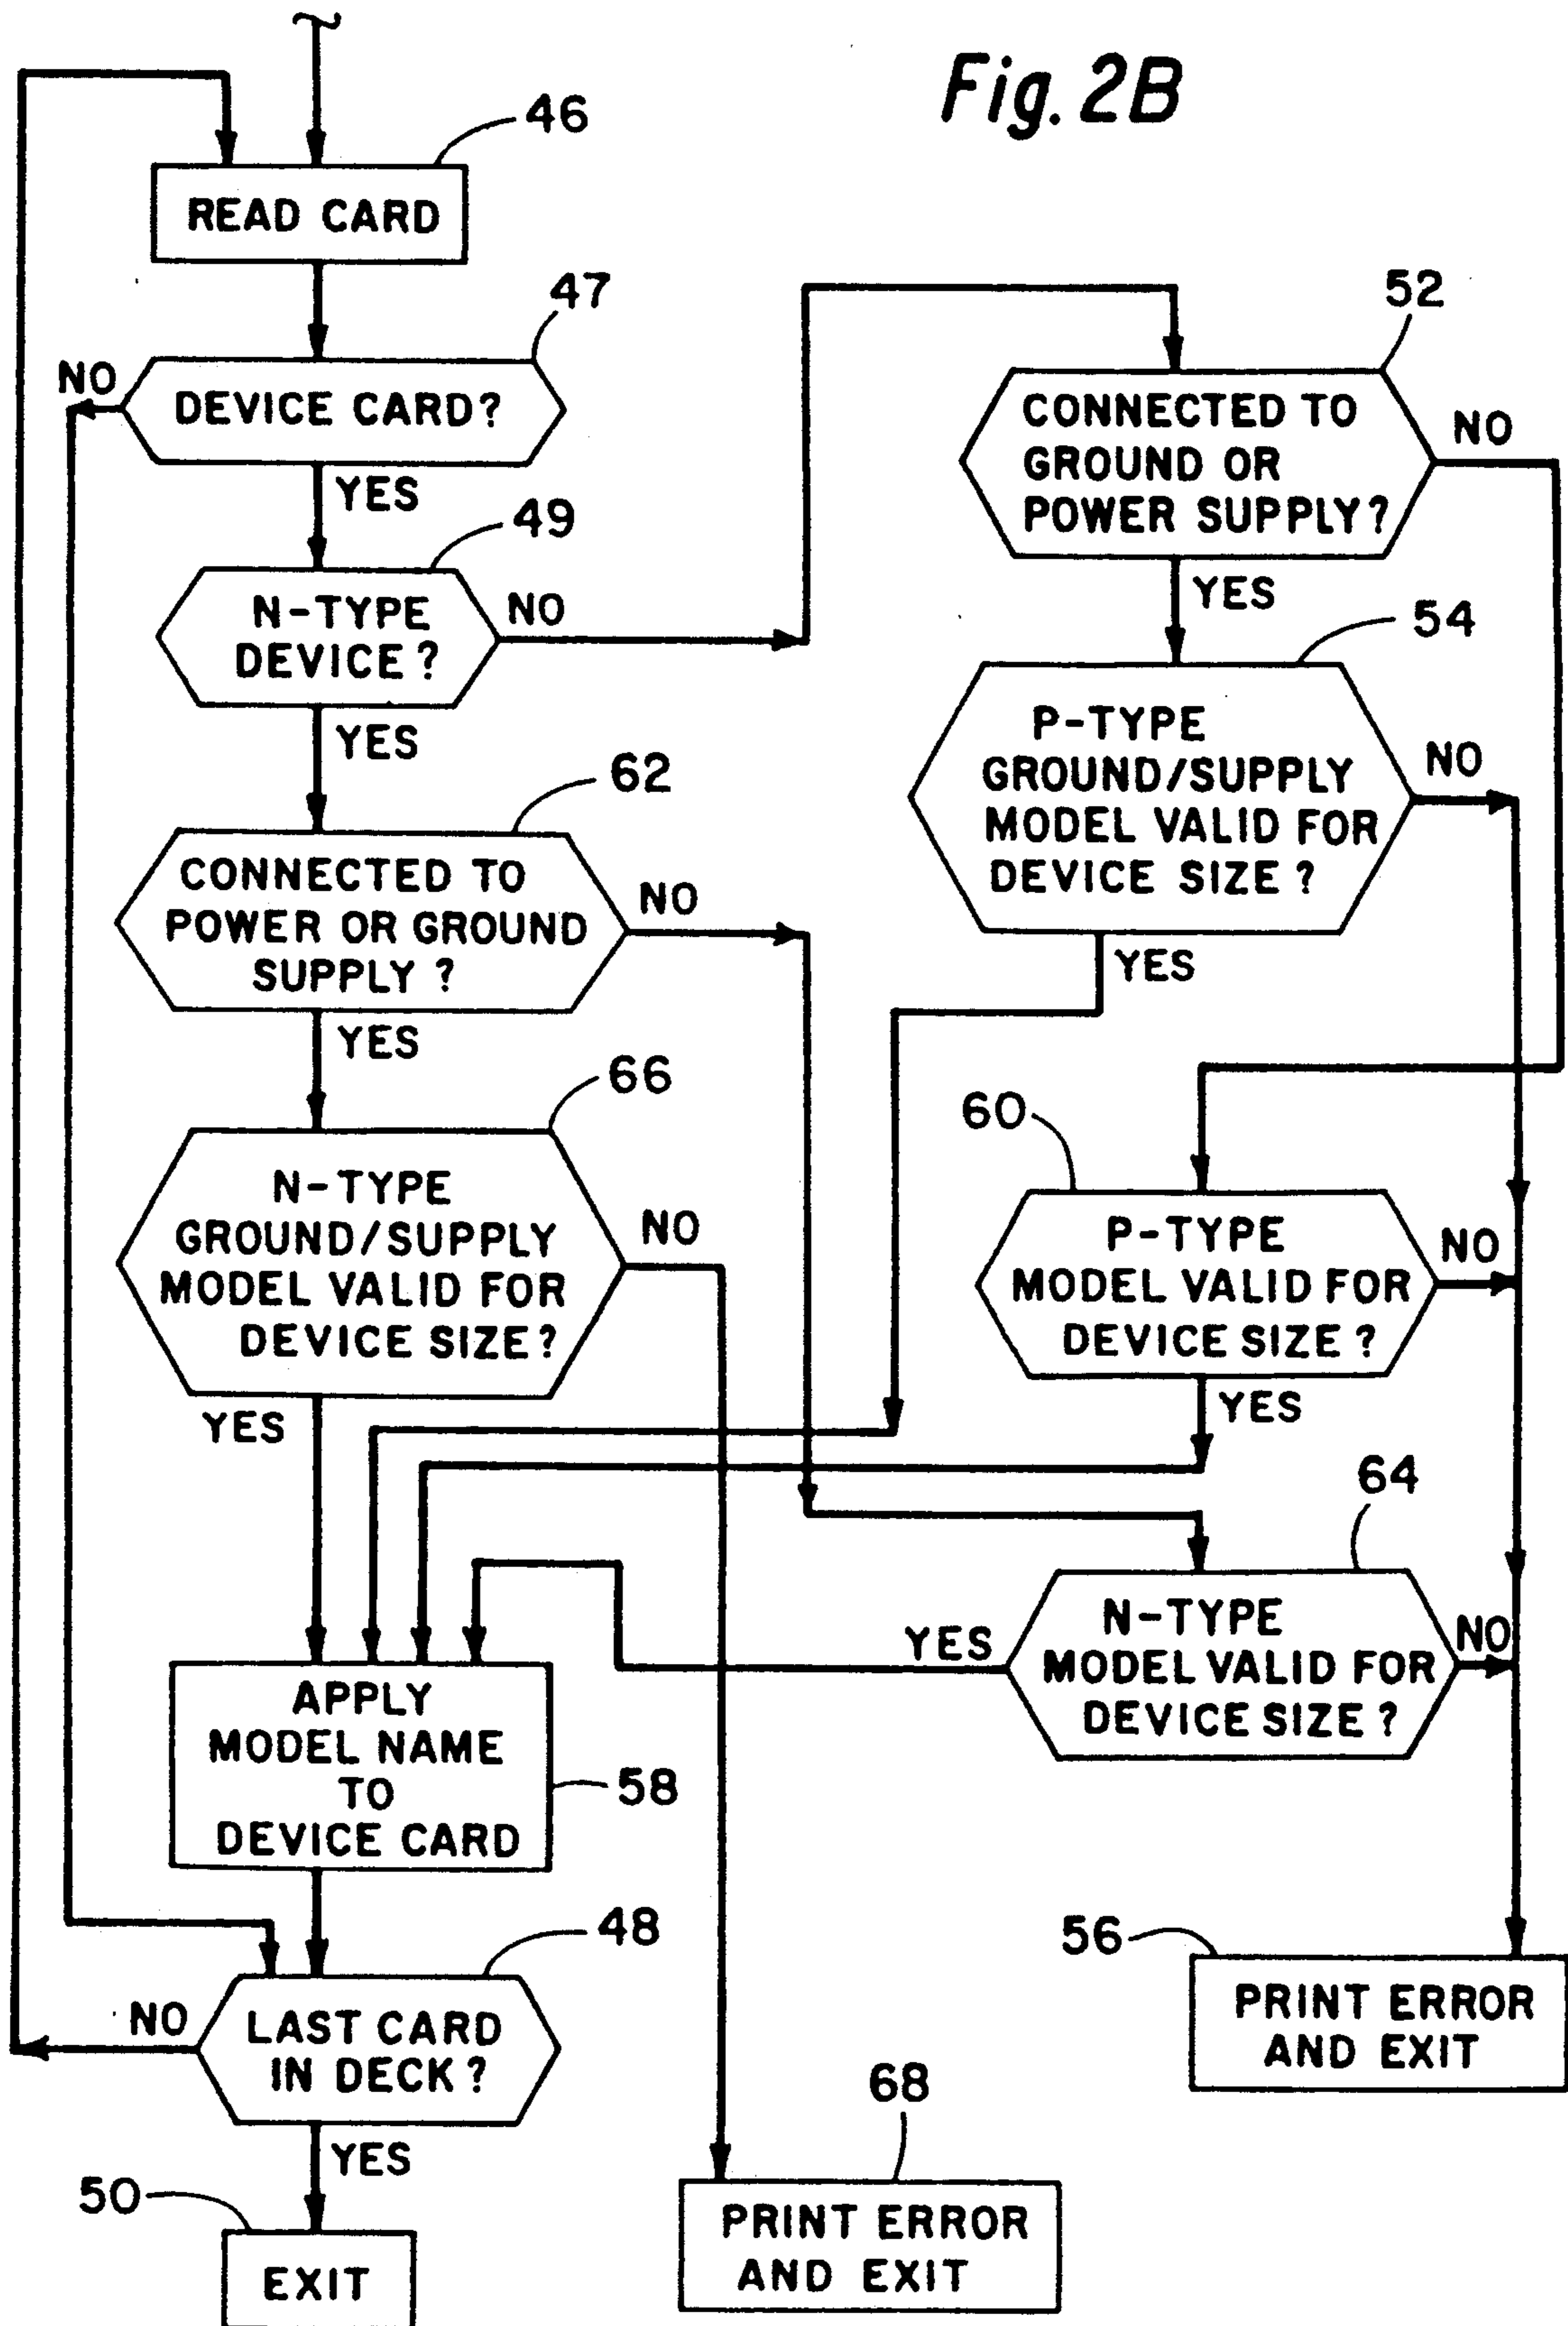 Fig. 2B
46
READ CARD
47
NO
DEVICE CARD?
YES
49
N-TYPE
DEVICE?
NO
YES
62
CONNECTED TO
POWER OR GROUND
SUPPLY ?
NO
YES
66
N-TYPE
GROUND/SUPPLY
MODEL VALID FOR
DEVICE SIZE?
NO
YES
APPLY
MODEL NAME
TO
DEVICE CARD
58
48
NO
LAST CARD
IN DECK?
YES
50
EXIT
52
CONNECTED TO
GROUND OR
POWER SUPPLY?
NO
YES
54
P-TYPE
GROUND/SUPPLY
MODEL VALID FOR
DEVICE SIZE ?
NO
YES
60
P-TYPE
MODEL VALID FOR
DEVICE SIZE ?
NO
YES
64
N-TYPE
MODEL VALID FOR
DEVICE SIZE ?
YES
NO
56
PRINT ERROR
AND EXIT
68
PRINT ERROR
AND EXIT